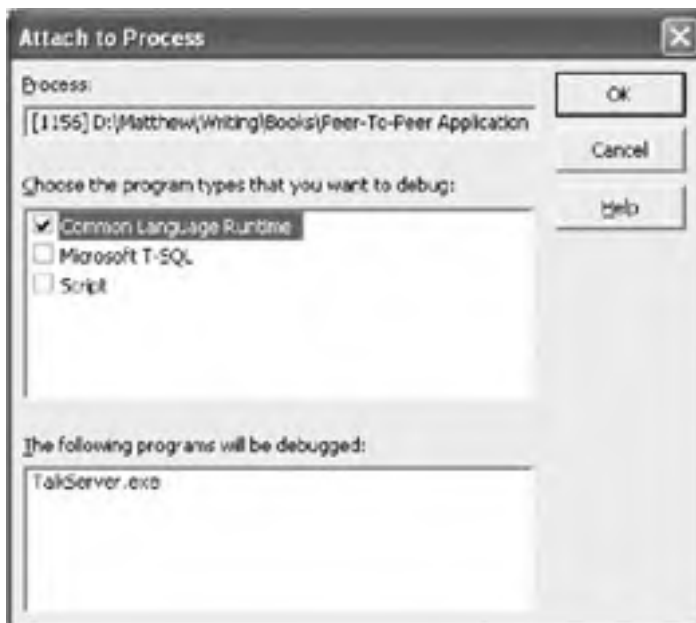 Attach to Process
Process:
[1156] D:\Matthew\Writing\Books\Peer-To-Peer Application
OK
Cancel
Help
Choose the program types that you want to debug:
Common Language Runtime
Microsoft T-SQL
Script
The following programs will be debugged:
TalkServer.exe